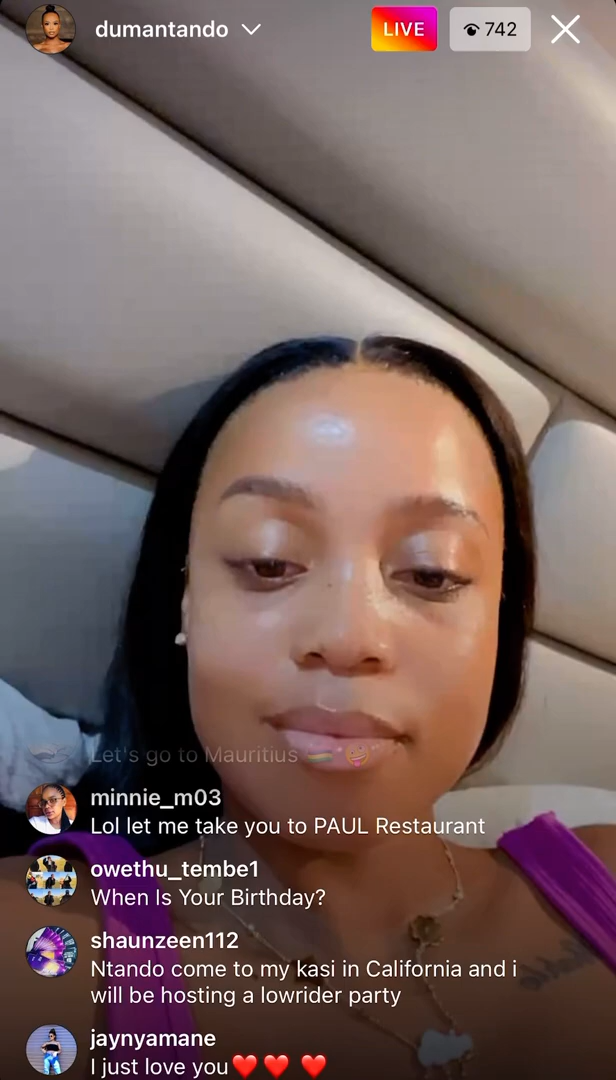 dumantando
LIVE
742
Let's go to Mauritius
minnie_m03
Lol let me take you to PAUL Restaurant
owethu_tembe1
When Is Your Birthday?
shaunzeen112
Ntando come to my kasi in California and i
will be hosting a lowrider party
jaynyamane
I just love you❤️❤️ ❤️